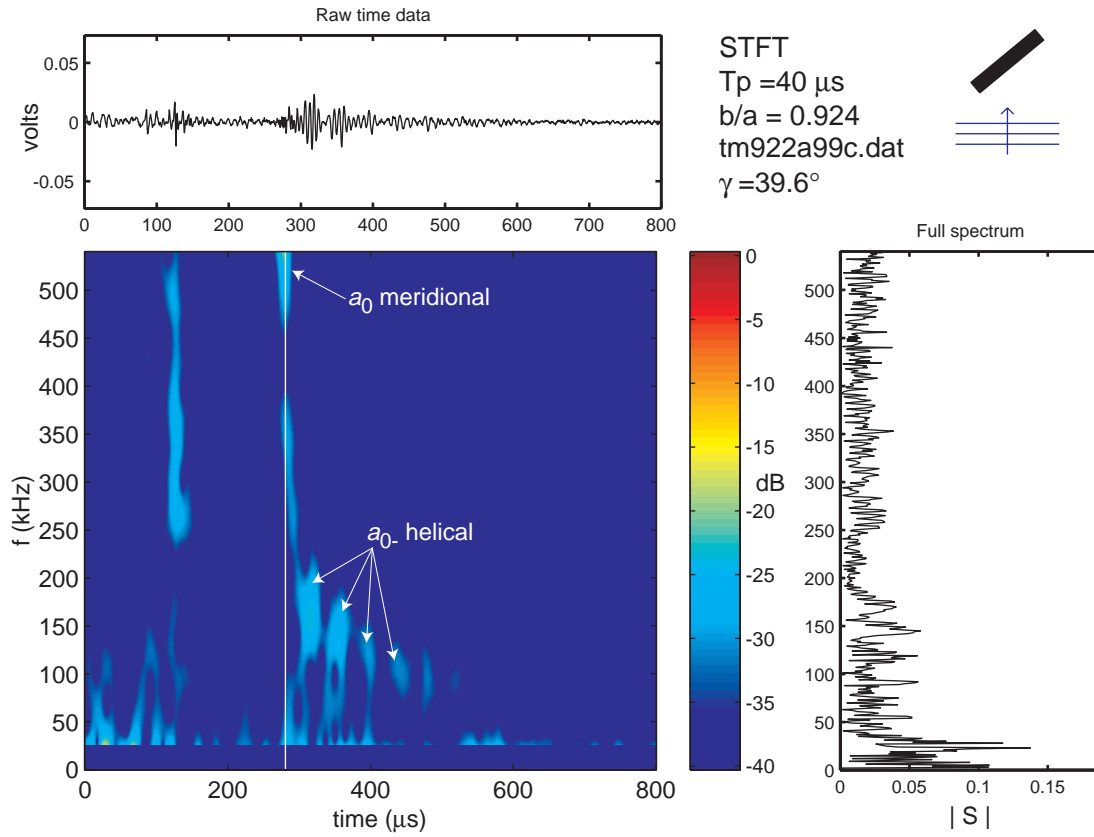 Raw time data
0.05
0
-0.05
volts
0 100 200 300 400 500 600 700 800
STFT
Tp =40 μs
b/a = 0.924
tm922a99c.dat
γ =39.6°
500
450
400
350
300
250
200
150
100
50
0
f (kHz)
a0 meridional
a0- helical
0 200 400 600 800
time (μs)
0
-5
-10
-15
-20
-25
-30
-35
-40
dB
Full spectrum
500
450
400
350
300
250
200
150
100
50
0
0 0.05 0.1 0.15
| S |